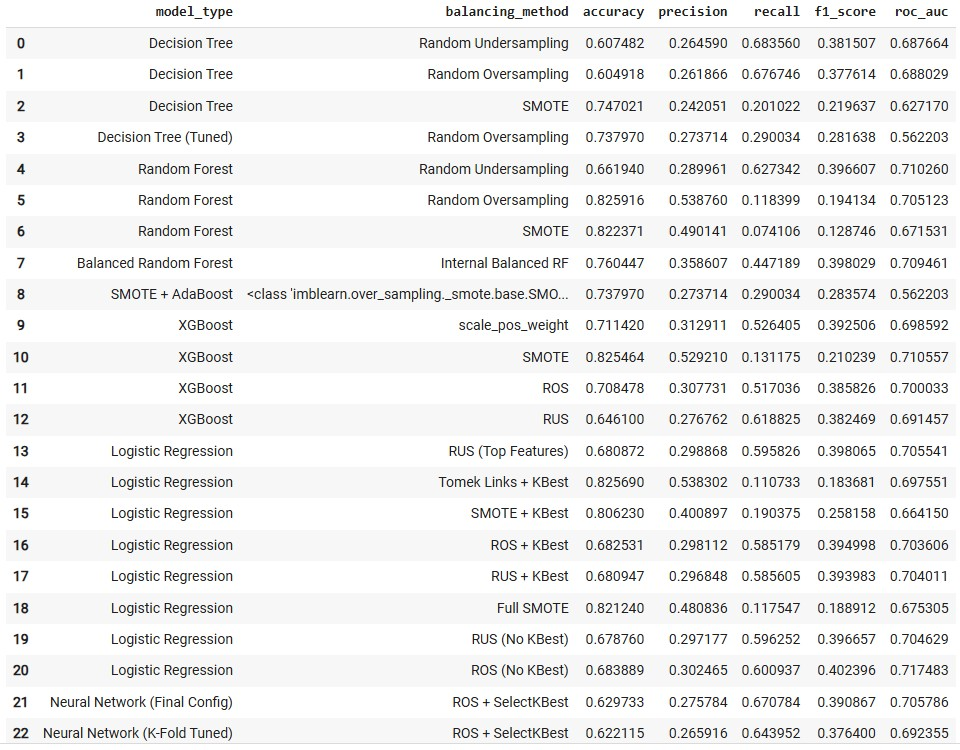 model_type balancing_method accuracy precision recall f1_score roc_auc
0 Decision Tree Random Undersampling 0.607482 0.264590 0.683560 0.381507 0.687664
1 Decision Tree Random Oversampling 0.604918 0.261866 0.676746 0.377614 0.688029
2 Decision Tree SMOTE 0.747021 0.242051 0.201022 0.219637 0.627170
3 Decision Tree (Tuned) Random Oversampling 0.737970 0.273714 0.290034 0.281638 0.562203
4 Random Forest Random Undersampling 0.661940 0.289961 0.627342 0.396607 0.710260
5 Random Forest Random Oversampling 0.825916 0.538760 0.118399 0.194134 0.705123
6 Random Forest SMOTE 0.822371 0.490141 0.074106 0.128746 0.671531
7 Balanced Random Forest Internal Balanced RF 0.760447 0.358607 0.447189 0.398029 0.709461
8 SMOTE + AdaBoost <class 'imblearn.over_sampling._smote.base.SMO... 0.737970 0.273714 0.290034 0.283574 0.562203
9 XGBoost scale_pos_weight 0.711420 0.312911 0.526405 0.392506 0.698592
10 XGBoost SMOTE 0.825464 0.529210 0.131175 0.210239 0.710557
11 XGBoost ROS 0.708478 0.307731 0.517036 0.385826 0.700033
12 XGBoost RUS 0.646100 0.276762 0.618825 0.382469 0.691457
13 Logistic Regression RUS (Top Features) 0.680872 0.298868 0.595826 0.398065 0.705541
14 Logistic Regression Tomek Links + KBest 0.825690 0.538302 0.110733 0.183681 0.697551
15 Logistic Regression SMOTE + KBest 0.806230 0.400897 0.190375 0.258158 0.664150
16 Logistic Regression ROS + KBest 0.682531 0.298112 0.585179 0.394998 0.703606
17 Logistic Regression RUS + KBest 0.680947 0.296848 0.585605 0.393983 0.704011
18 Logistic Regression Full SMOTE 0.821240 0.480836 0.117547 0.188912 0.675305
19 Logistic Regression RUS (No KBest) 0.678760 0.297177 0.596252 0.396657 0.704629
20 Logistic Regression ROS (No KBest) 0.683889 0.302465 0.600937 0.402396 0.717483
21 Neural Network (Final Config) ROS + SelectKBest 0.629733 0.275784 0.670784 0.390867 0.705786
22 Neural Network (K-Fold Tuned) ROS + SelectKBest 0.622115 0.265916 0.643952 0.376400 0.692355